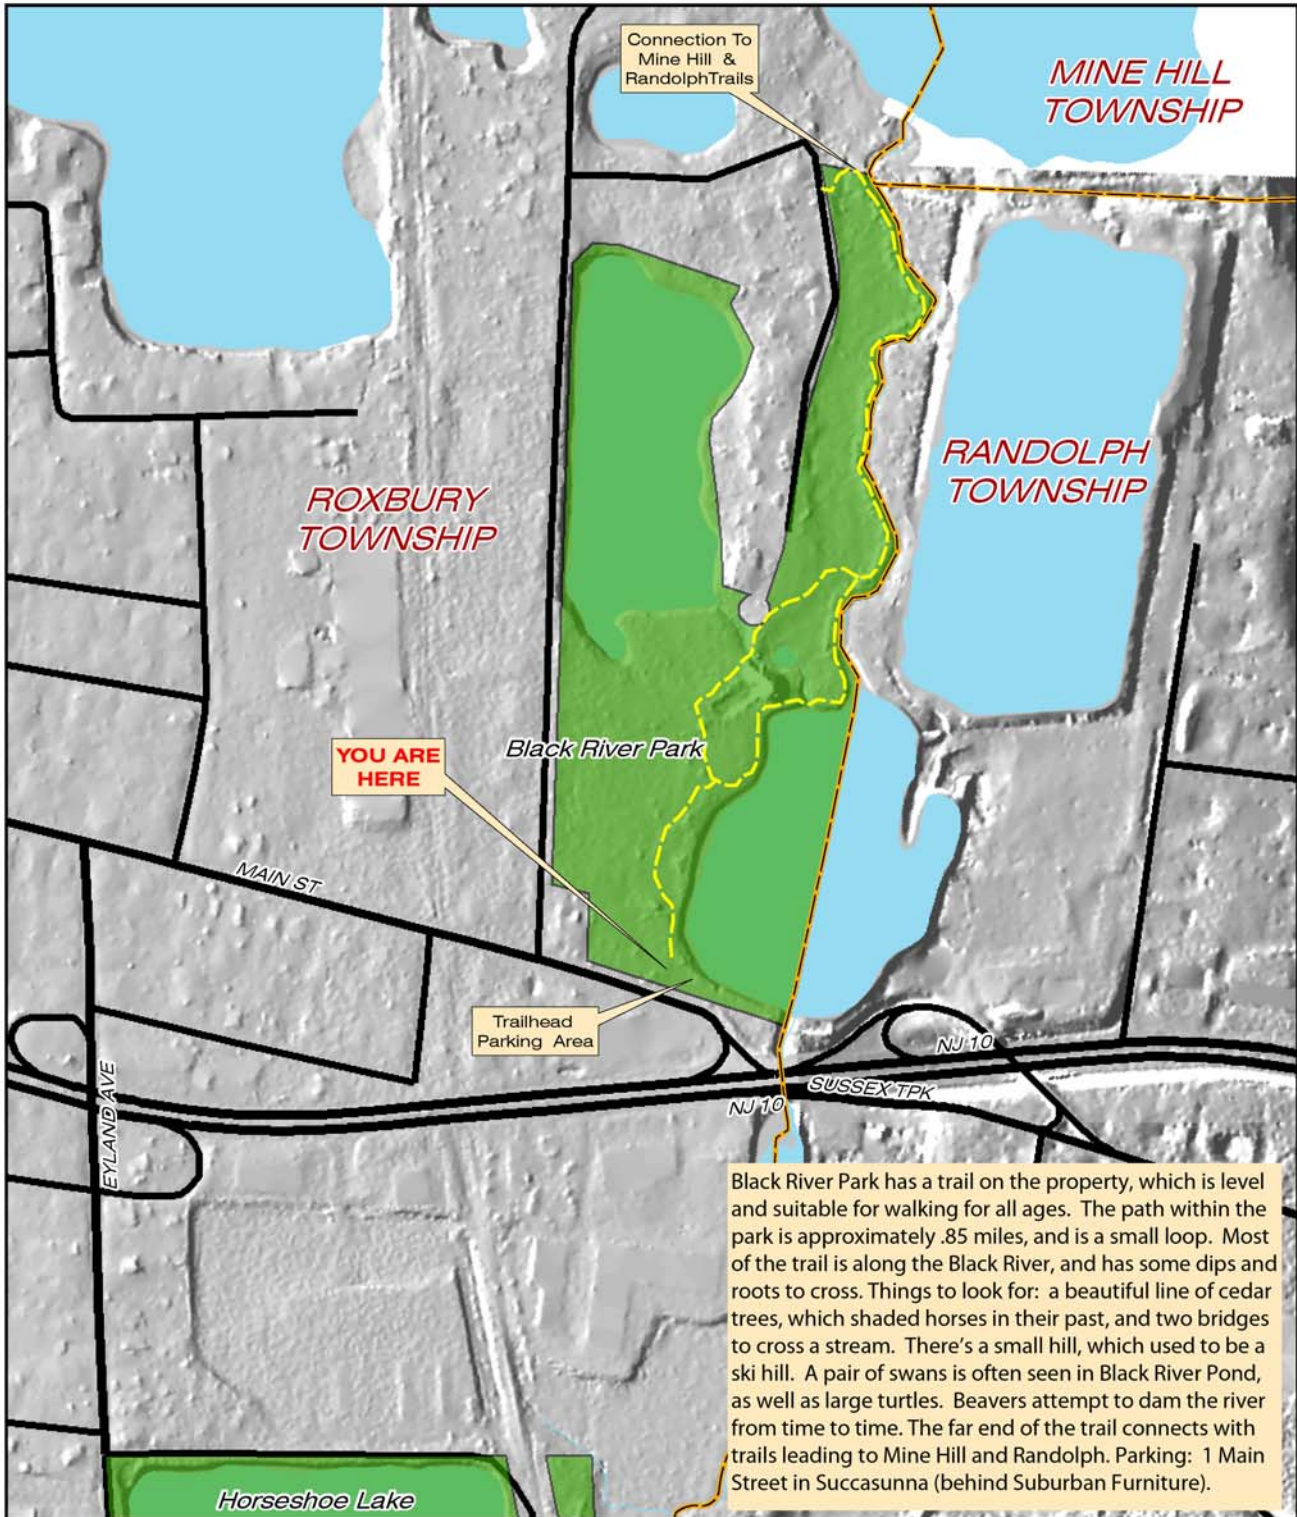 Connection To
Mine Hill &
RandolphTrails
MINE HILL
TOWNSHIP
RANDOLPH
TOWNSHIP
ROXBURY
TOWNSHIP
Black River Park
YOU ARE
HERE
MAIN ST
Trailhead
Parking Area
NJ 10
SUSSEX TPK
NJ 10
EYLAND AVE
Black River Park has a trail on the property, which is level
and suitable for walking for all ages. The path within the
park is approximately .85 miles, and is a small loop. Most
of the trail is along the Black River, and has some dips and
roots to cross. Things to look for: a beautiful line of cedar
trees, which shaded horses in their past, and two bridges
to cross a stream. There's a small hill, which used to be a
ski hill. A pair of swans is often seen in Black River Pond,
as well as large turtles. Beavers attempt to dam the river
from time to time. The far end of the trail connects with
trails leading to Mine Hill and Randolph. Parking: 1 Main
Street in Succasunna (behind Suburban Furniture).
Horseshoe Lake